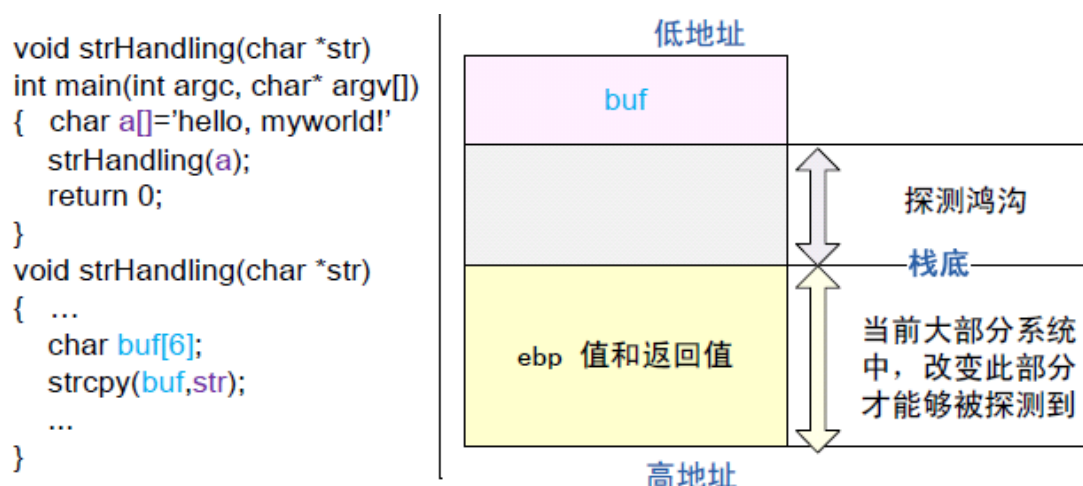 void strHandling(char *str)
int main(int argc, char* argv[])
{ char a[]='hello, myworld!'
strHandling(a);
return 0;
}
void strHandling(char *str)
{ ...
char buf[6];
strcpy(buf,str);
...
}
低地址
buf
探测鸿沟
栈底
ebp 值和返回值
当前大部分系统
中，改变此部分
才能够被探测到
高地址